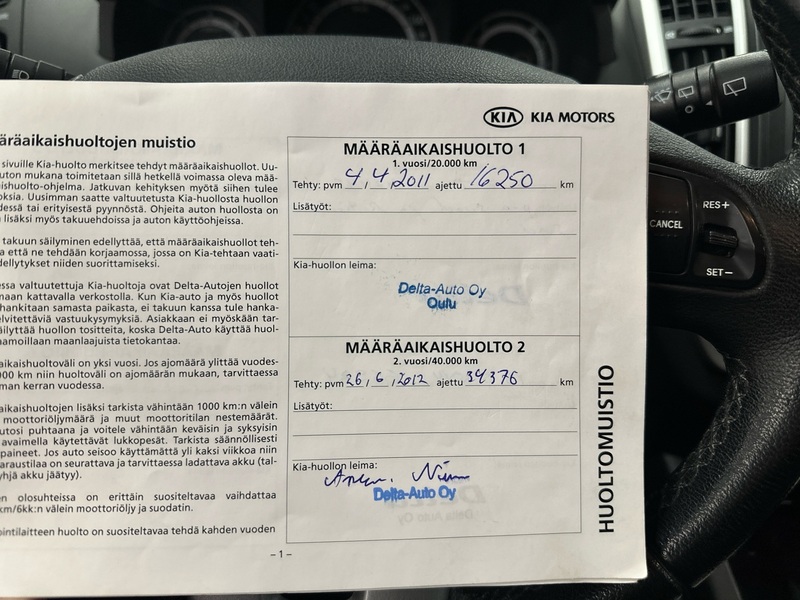 KIA KIA MOTORS
äräaikaishuoltojen muistio
sivuille Kia-huolto merkitsee tehdyt määräaikaishuollot. Uu-
uton mukana toimitetaan sillä hetkellä voimassa oleva mää-
ishuolto-ohjelma. Jatkuvan kehityksen myötä siihen tulee
oksia. Uusimman saatte valtuutetusta Kia-huollosta huollon
dessä tai erityisestä pyynnöstä. Ohjeita auton huollosta on
lisäksi myös takuuehdoissa ja auton käyttöohjeissa.
takuun säilyminen edellyttää, että määräaikaishuollot teh-
a että ne tehdään korjaamossa, jossa on Kia-tehtaan vaati-
dellytykset niiden suorittamiseksi.
essa valtuutettuja Kia-huoltoja ovat Delta-Autojen huollot
maan kattavalla verkostolla. Kun Kia-auto ja myös huollot
hankitaan samasta paikasta, ei takuun kanssa tule hanka-
elvitettäviä vastuukysymyksiä. Asiakkaan ei myöskään tar-
äilyttää huollon tositteita, koska Delta-Auto käyttää huol-
amoillaan maanlaajuista tietokantaa.
aikaishuoltoväli on yksi vuosi. Jos ajomäärä ylittää vuodes-
000 km niin huoltoväli on ajomäärän mukaan, tarvittaessa
man kerran vuodessa.
aikaishuoltojen lisäksi tarkista vähintään 1000 km:n välein
moottoriöljymäärä ja muut moottoritilan nestemäärät.
utosi puhtaana ja voitele vähintään keväisin ja syksyisin
avaimella käytettävät lukkopesät. Tarkista säännöllisesti
paineet. Jos auto seisoo käyttämättä yli kaksi viikkoa niin
araustilaa on seurattava ja tarvittaessa ladattava akku (tal-
yhjä akku jäätyy).
en olosuhteissa on erittäin suositeltavaa vaihdattaa
km/6kk:n välein moottoriöljy ja suodatin.
ointilaitteen huolto on suositeltavaa tehdä kahden vuoden
MÄÄRÄAIKAISHUOLTO 1
1. vuosi/20.000 km
Tehty: pvm 4,4,2011 ajettu 16250 km
Lisätyöt:
Kia-huollon leima:
Delta-Auto Oy
Oulu
MÄÄRÄAIKAISHUOLTO 2
2. vuosi/40.000 km
Tehty: pvm 26,6,2012 ajettu 34376 km
Lisätyöt:
Kia-huollon leima:
Delta-Auto Oy
– 1 –
HUOLTOMUISTIO
CANCEL
RES+
SET–